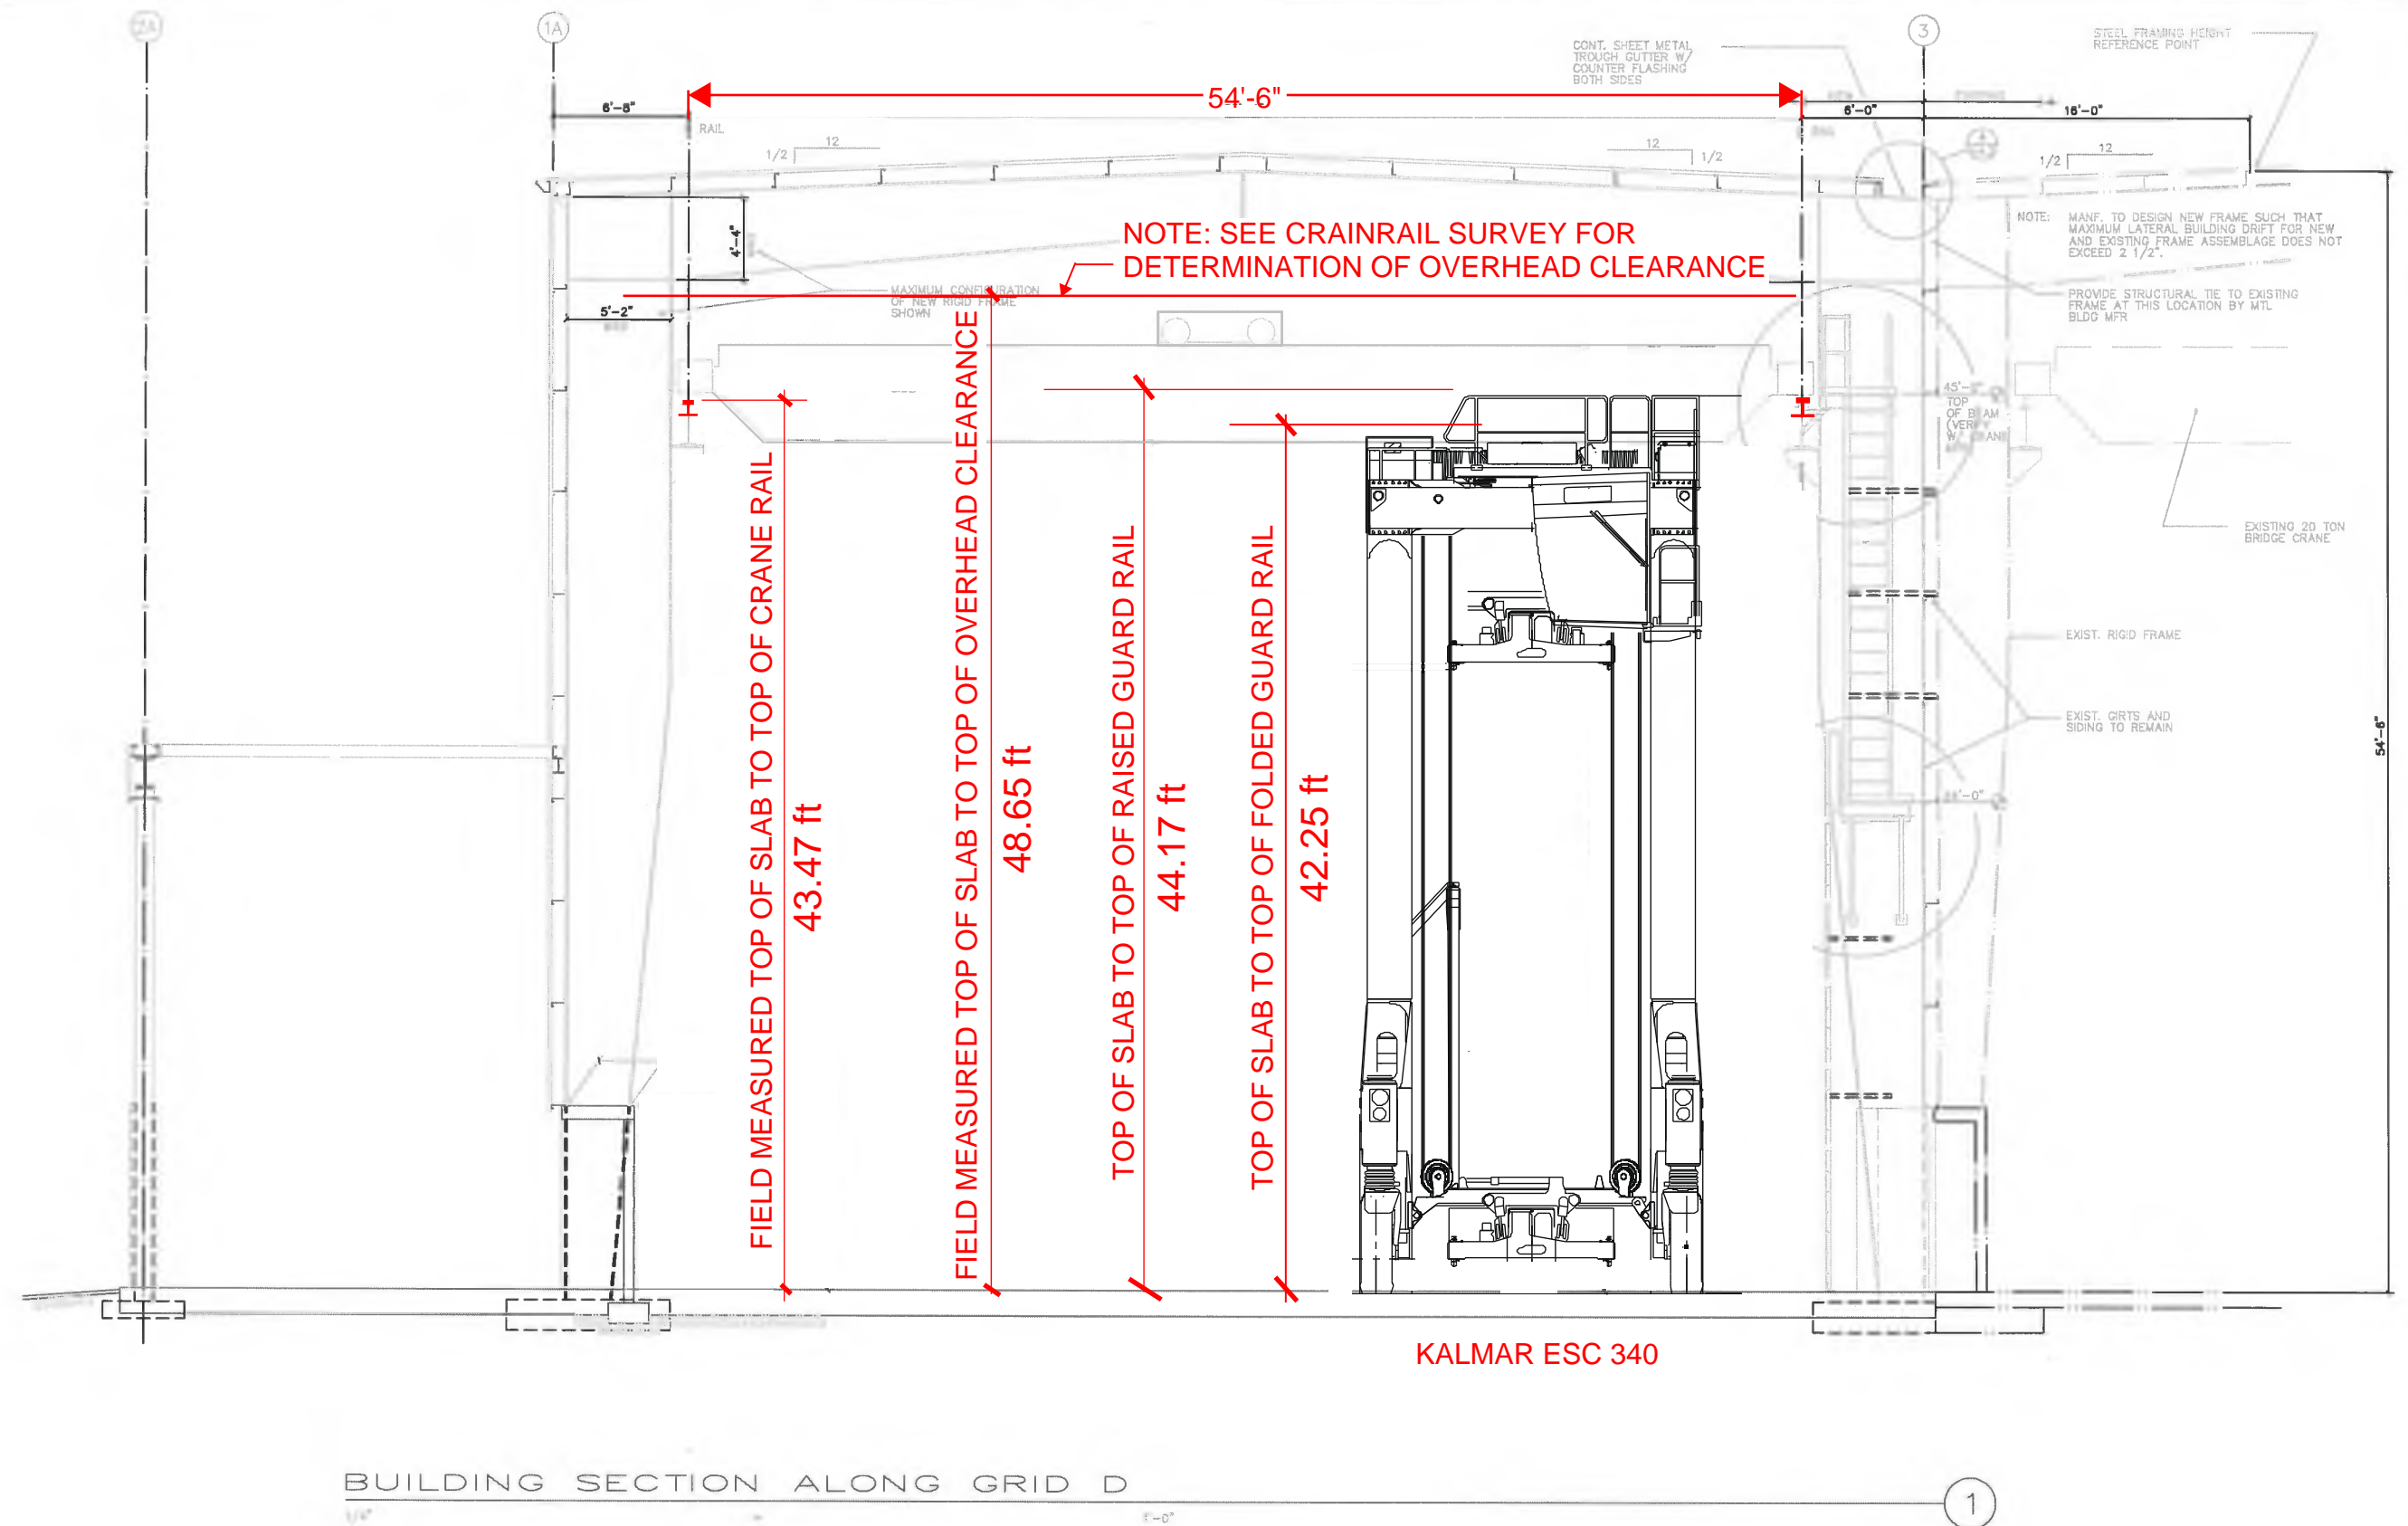 2A
1A
3
CONT. SHEET METAL
TROUGH GUTTER W/
COUNTER FLASHING
BOTH SIDES
STEEL FRAMING HEIGHT
REFERENCE POINT
6'-8"
54'-6"
6'-0"
16'-0"
RAIL
RAIL
1/2
12
12
1/2
1/2
12
4'-4"
NOTE: SEE CRAINRAIL SURVEY FOR
DETERMINATION OF OVERHEAD CLEARANCE
NOTE: MANF. TO DESIGN NEW FRAME SUCH THAT
MAXIMUM LATERAL BUILDING DRIFT FOR NEW
AND EXISTING FRAME ASSEMBLAGE DOES NOT
EXCEED 2 1/2".
MAXIMUM CONFIGURATION
OF NEW RIGID FRAME
SHOWN
5'-2"
PROVIDE STRUCTURAL TIE TO EXISTING
FRAME AT THIS LOCATION BY MTL
BLDG MFR
TOP
OF
(VERIFY
EXISTING 20 TON
BRIDGE CRANE
EXIST. RIGID FRAME
EXIST. GIRTS AND
SIDING TO REMAIN
54'-6"
FIELD MEASURED TOP OF SLAB TO TOP OF CRANE RAIL
43.47 ft
FIELD MEASURED TOP OF SLAB TO TOP OF OVERHEAD CLEARANCE
48.65 ft
TOP OF SLAB TO TOP OF RAISED GUARD RAIL
44.17 ft
TOP OF SLAB TO TOP OF FOLDED GUARD RAIL
42.25 ft
KALMAR ESC 340
BUILDING SECTION ALONG GRID D
1